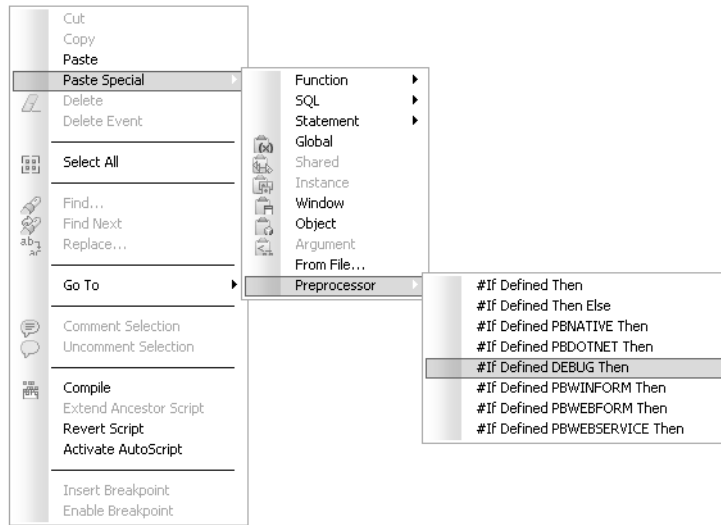 Cut
Copy
Paste
Paste Special
Delete
Delete Event
Select All
Find...
Find Next
Replace...
Go To
Comment Selection
Uncomment Selection
Compile
Extend Ancestor Script
Revert Script
Activate AutoScript
Insert Breakpoint
Enable Breakpoint
Function
SQL
Statement
Global
Shared
Instance
Window
Object
Argument
From File...
Preprocessor
#If Defined Then
#If Defined Then Else
#If Defined PBNATIVE Then
#If Defined PBDOTNET Then
#If Defined DEBUG Then
#If Defined PBWINFORM Then
#If Defined PBWEBFORM Then
#If Defined PBWEBSERVICE Then